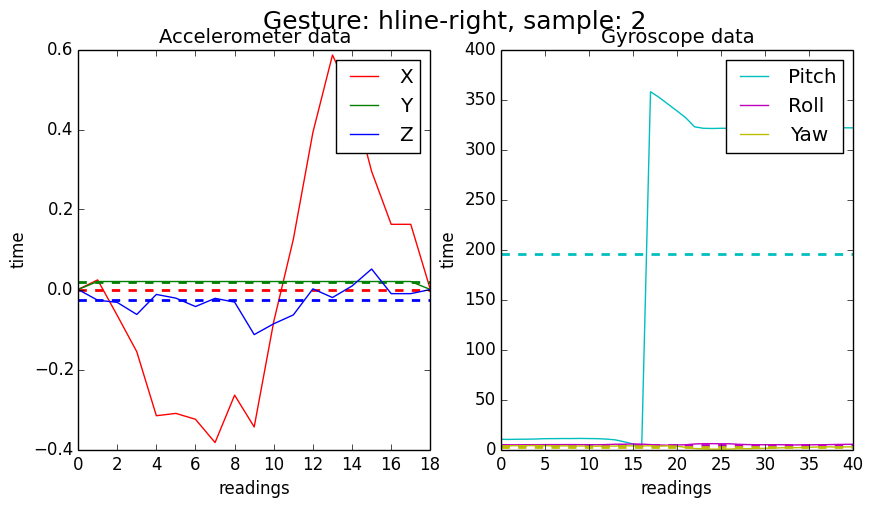 Gesture: hline-right, sample: 2
Accelerometer data
Gyroscope data
0.6
0.4
0.2
0.0
−0.2
−0.4
0 2 4 6 8 10 12 14 16 18
time
readings
X
Y
Z
400
350
300
250
200
150
100
50
0
0 5 10 15 20 25 30 35 40
time
readings
Pitch
Roll
Yaw